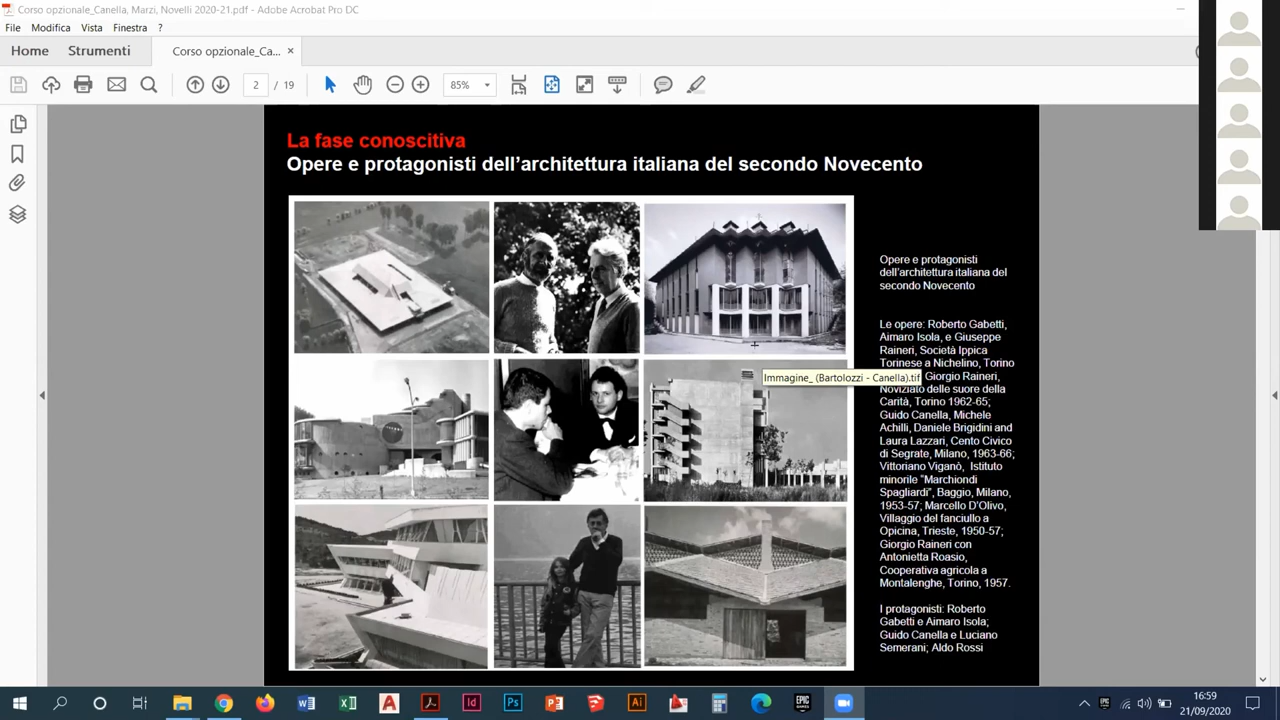 Corso opzionale_Canella, Marzi, Novelli 2020-21.pdf - Adobe Acrobat Pro DC
File Modifica Vista Finestra ?
Home Strumenti Corso opzionale_Ca... ×
2 / 19 85%
La fase conoscitiva
Opere e protagonisti dell'architettura italiana del secondo Novecento
Immagine_ (Bartolozzi - Canella).tif
Opere e protagonisti
dell'architettura italiana del
secondo Novecento
Le opere: Roberto Gabetti,
Aimaro Isola, e Giuseppe
Raineri, Società Ippica
Torinese a Nichelino, Torino
Giorgio Raineri,
Noviziato delle suore della
Carità, Torino 1962-65;
Guido Canella, Michele
Achilli, Daniele Brigidini and
Laura Lazzari, Cento Civico
di Segrate, Milano, 1963-66;
Vittoriano Viganò, Istituto
minorile "Marchiondi
Spagliardi", Baggio, Milano,
1953-57; Marcello D'Olivo,
Villaggio del fanciullo a
Opicina, Trieste, 1950-57;
Giorgio Raineri con
Antonietta Roasio,
Cooperativa agricola a
Montalenghe, Torino, 1957.
I protagonisti: Roberto
Gabetti e Aimaro Isola;
Guido Canella e Luciano
Semerani; Aldo Rossi
16:59
21/09/2020